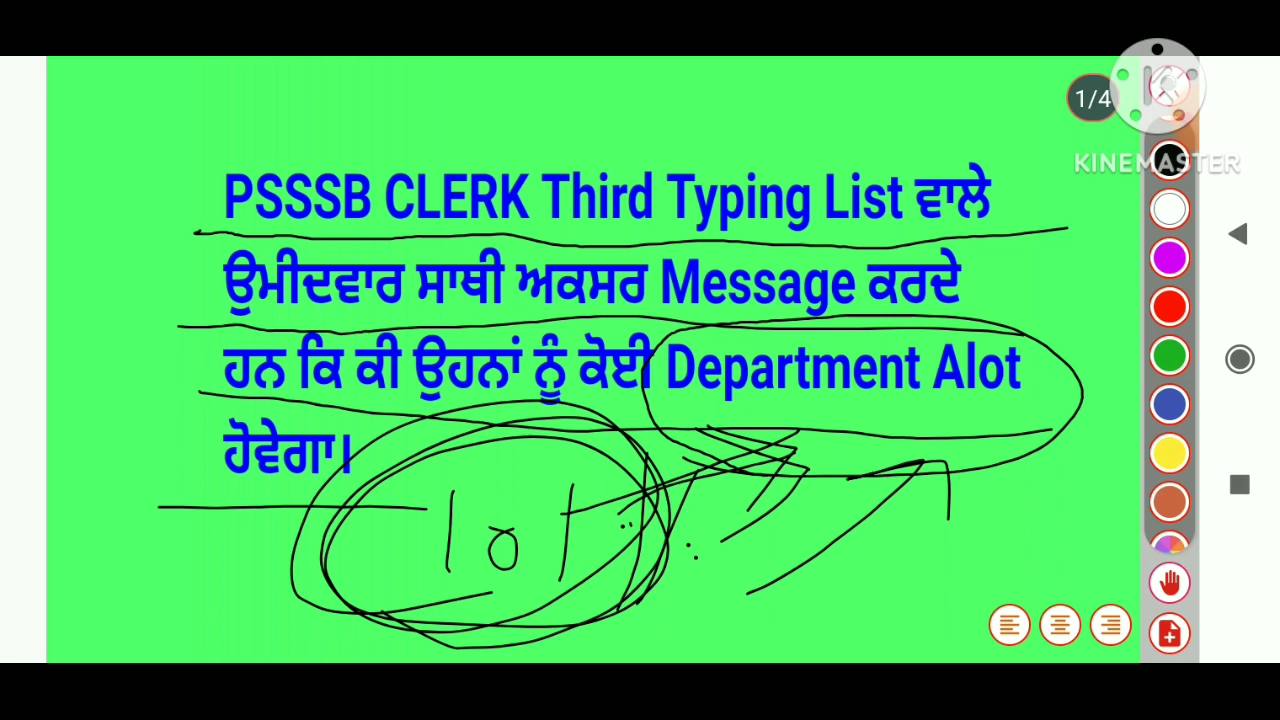 1/4
KINEMASTER
PSSSB CLERK Third Typing List ਵਾਲੇ
ਉਮੀਦਵਾਰ ਸਾਥੀ ਅਕਸਰ Message ਕਰਦੇ
ਹਨ ਕਿ ਕੀ ਉਹਨਾਂ ਨੂੰ ਕੋਈ Department Alot
ਹੋਵੇਗਾ।
101